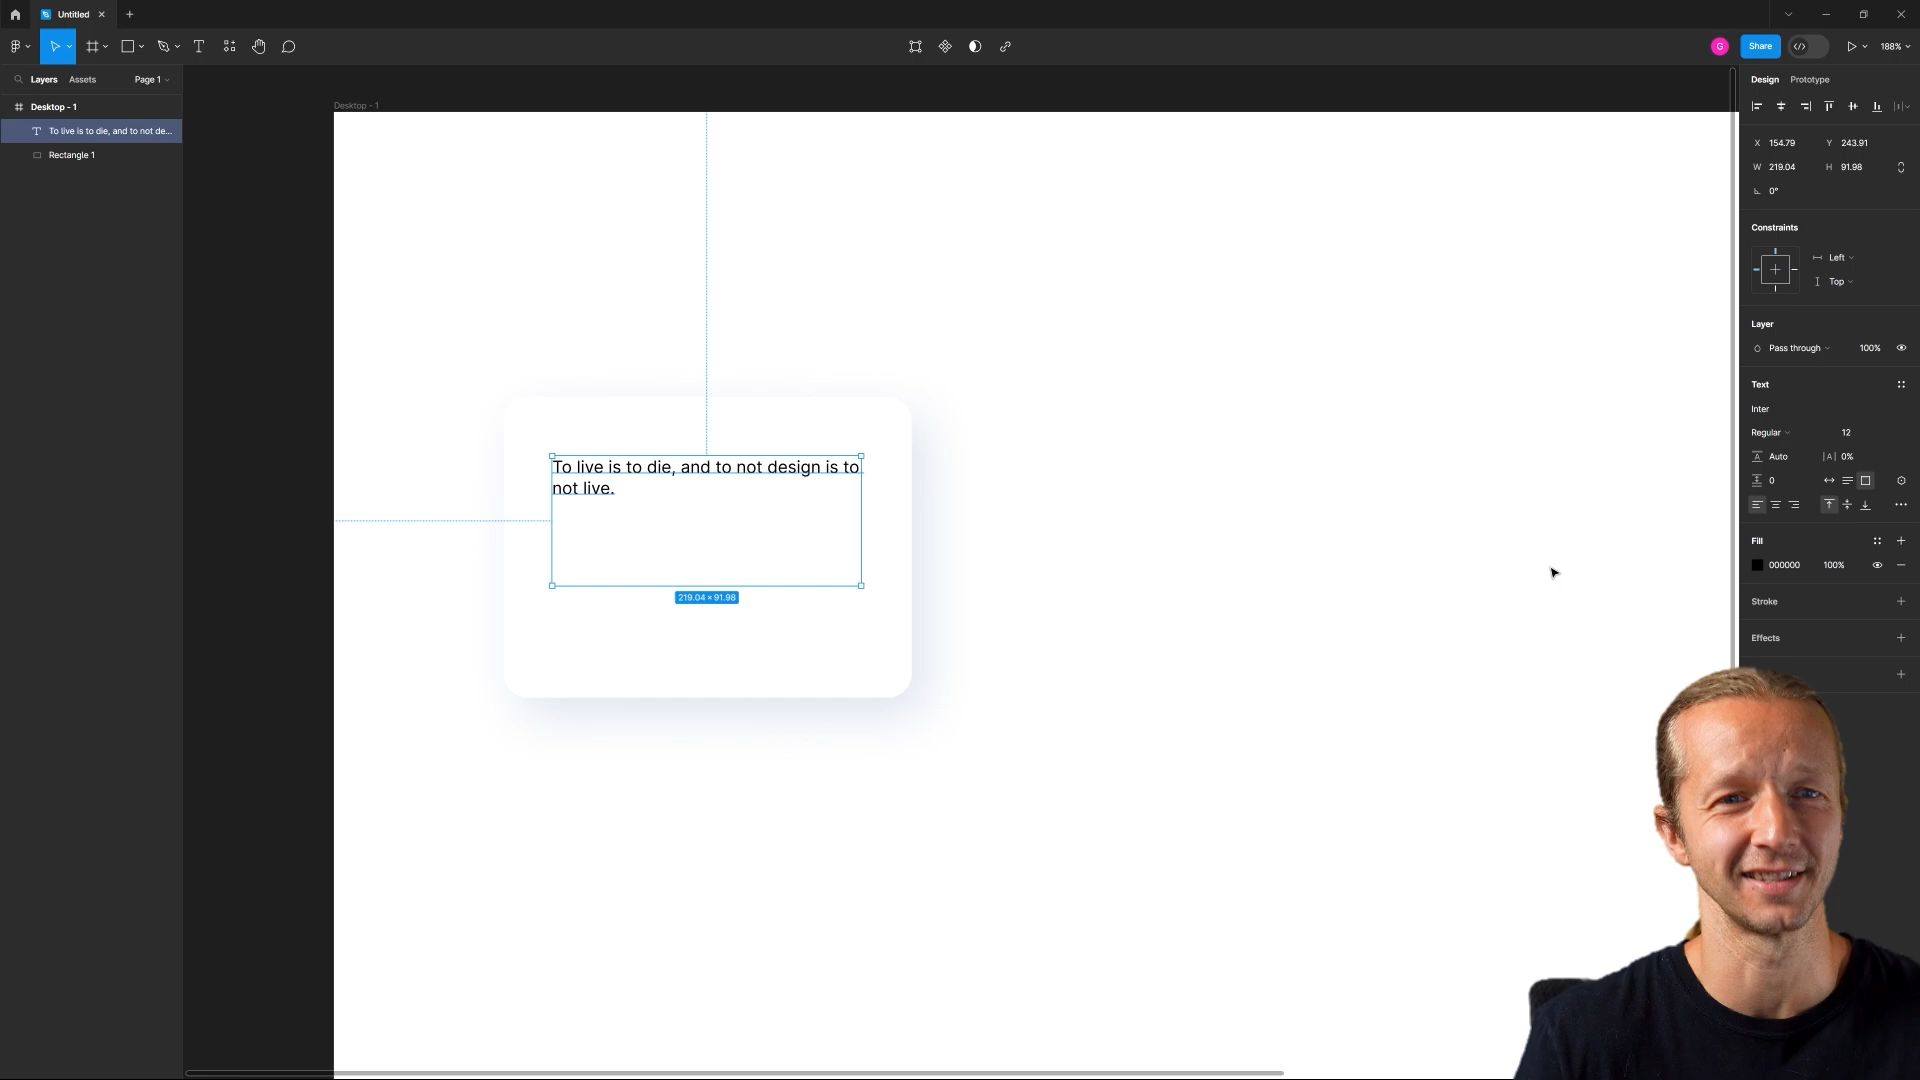 Untitled
G
Share
188%
Layers
Assets
Page 1
Design
Prototype
Desktop - 1
To live is to die, and to not de...
Rectangle 1
Desktop - 1
X 154.79
Y 243.91
W 219.04
H 91.98
0°
Constraints
Left
Top
Layer
Pass through
100%
Text
Inter
Regular
12
Auto
|A| 0%
0
Fill
000000
100%
Stroke
Effects
To live is to die, and to not design is to
not live.
219.04 × 91.98